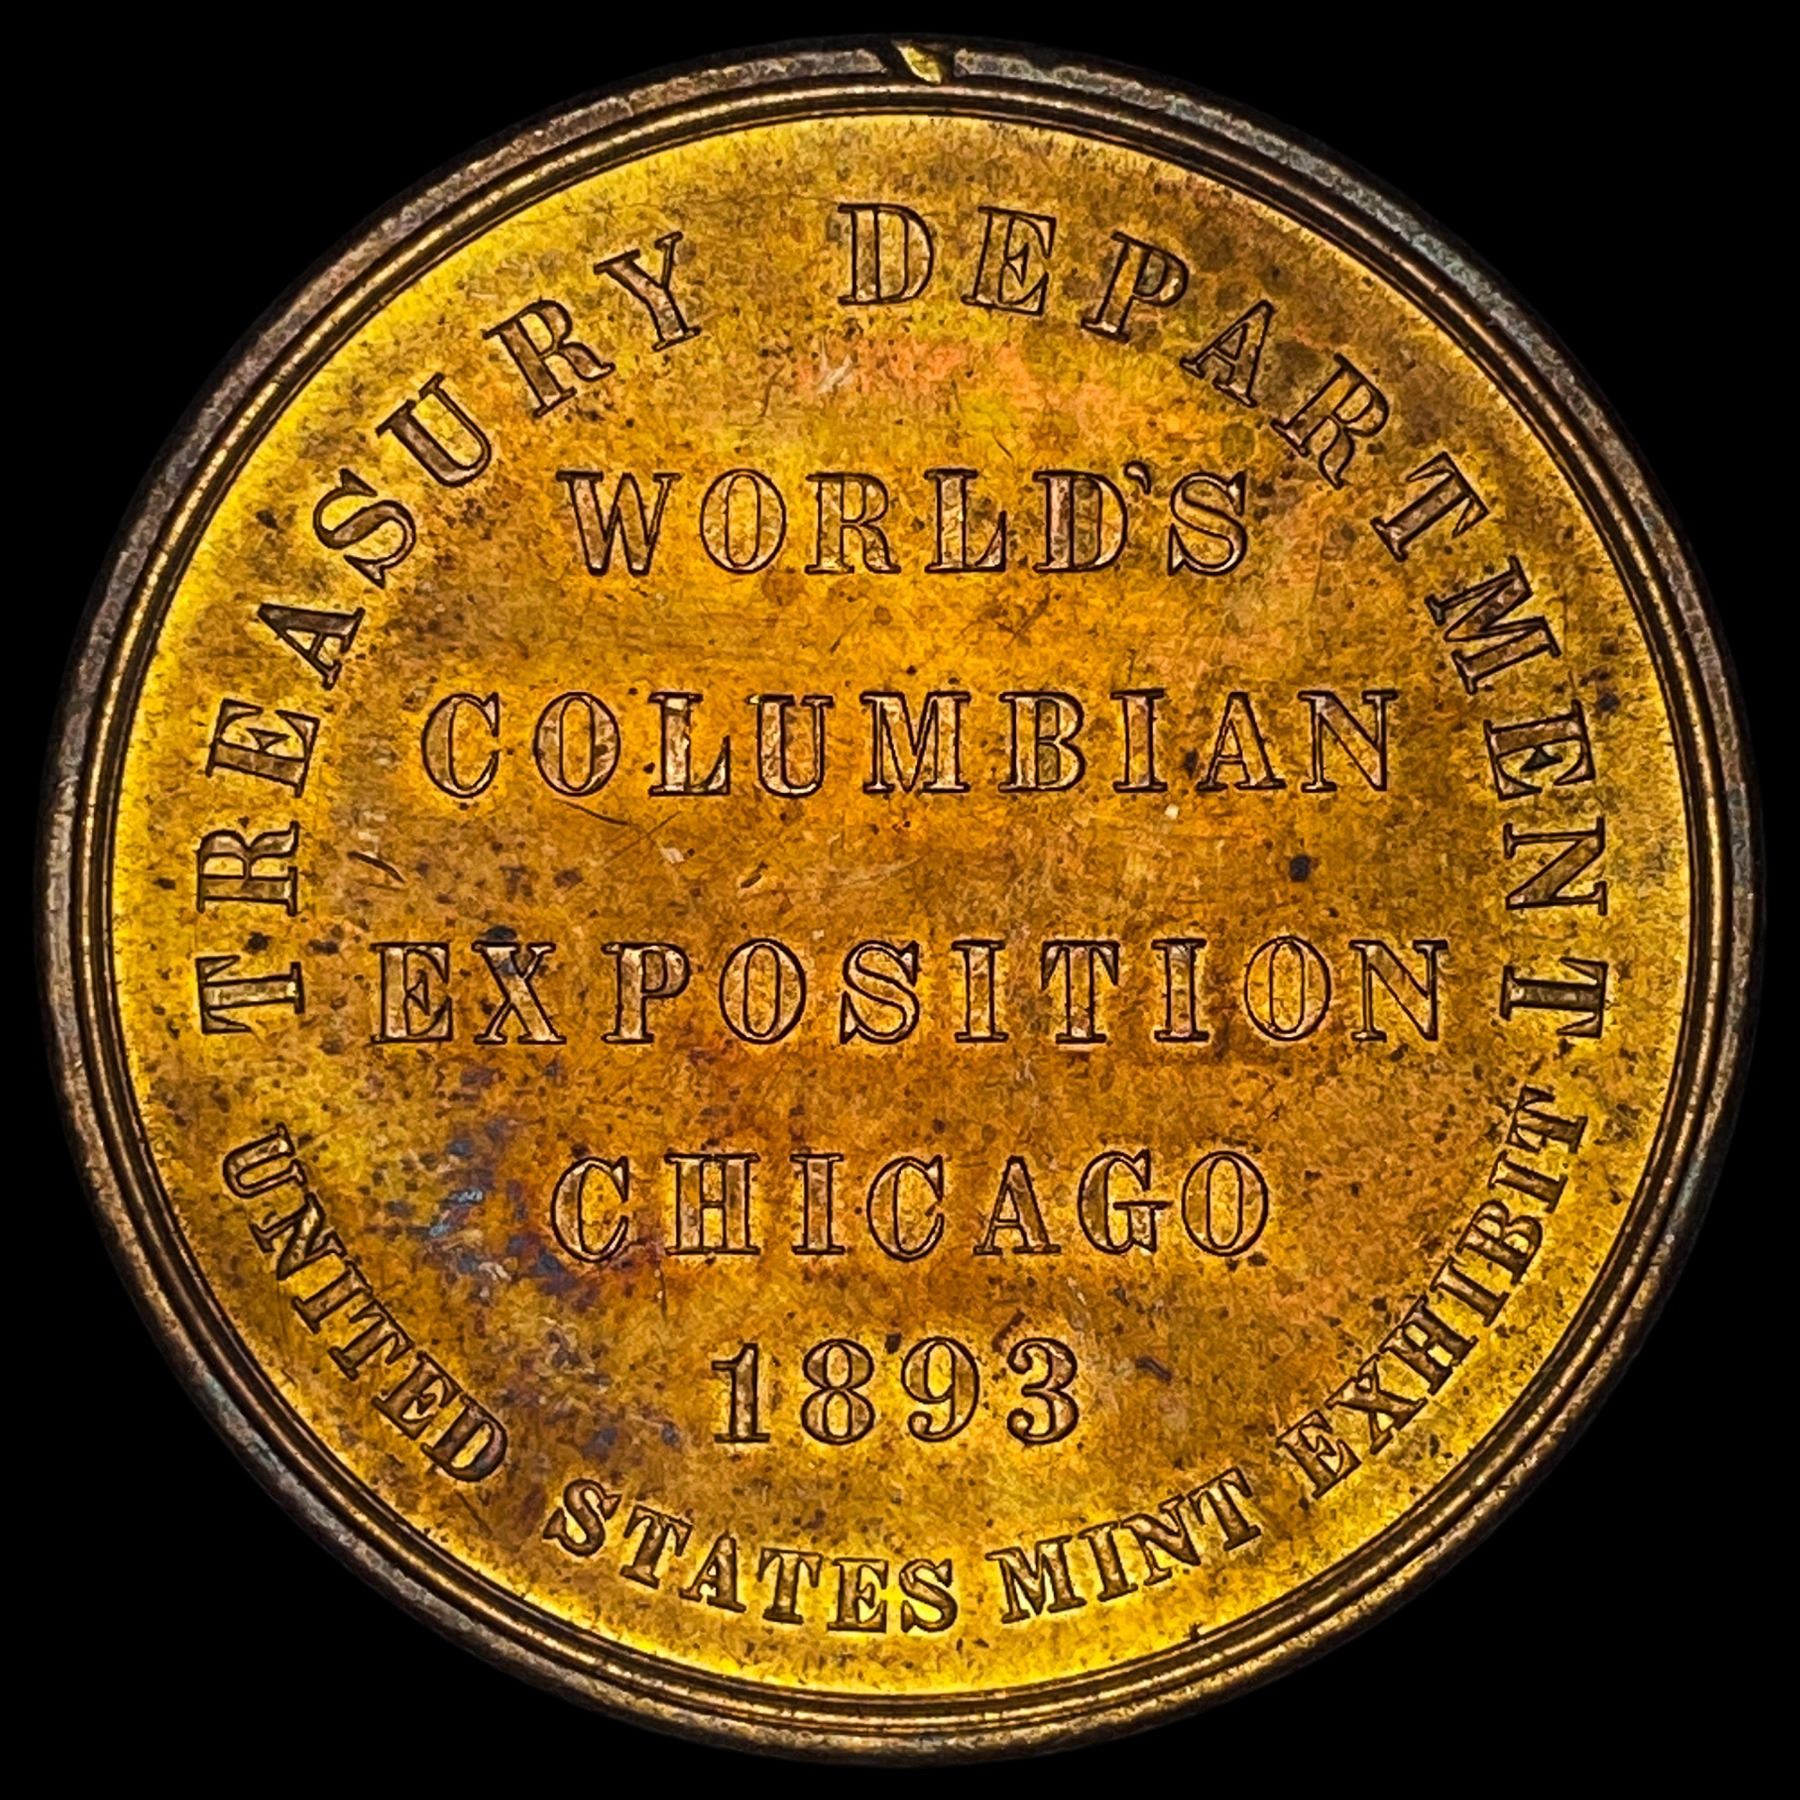 TREASURY DEPARTMENT
WORLD'S
COLUMBIAN
EXPOSITION
CHICAGO
1893
UNITED STATES MINT EXHIBIT